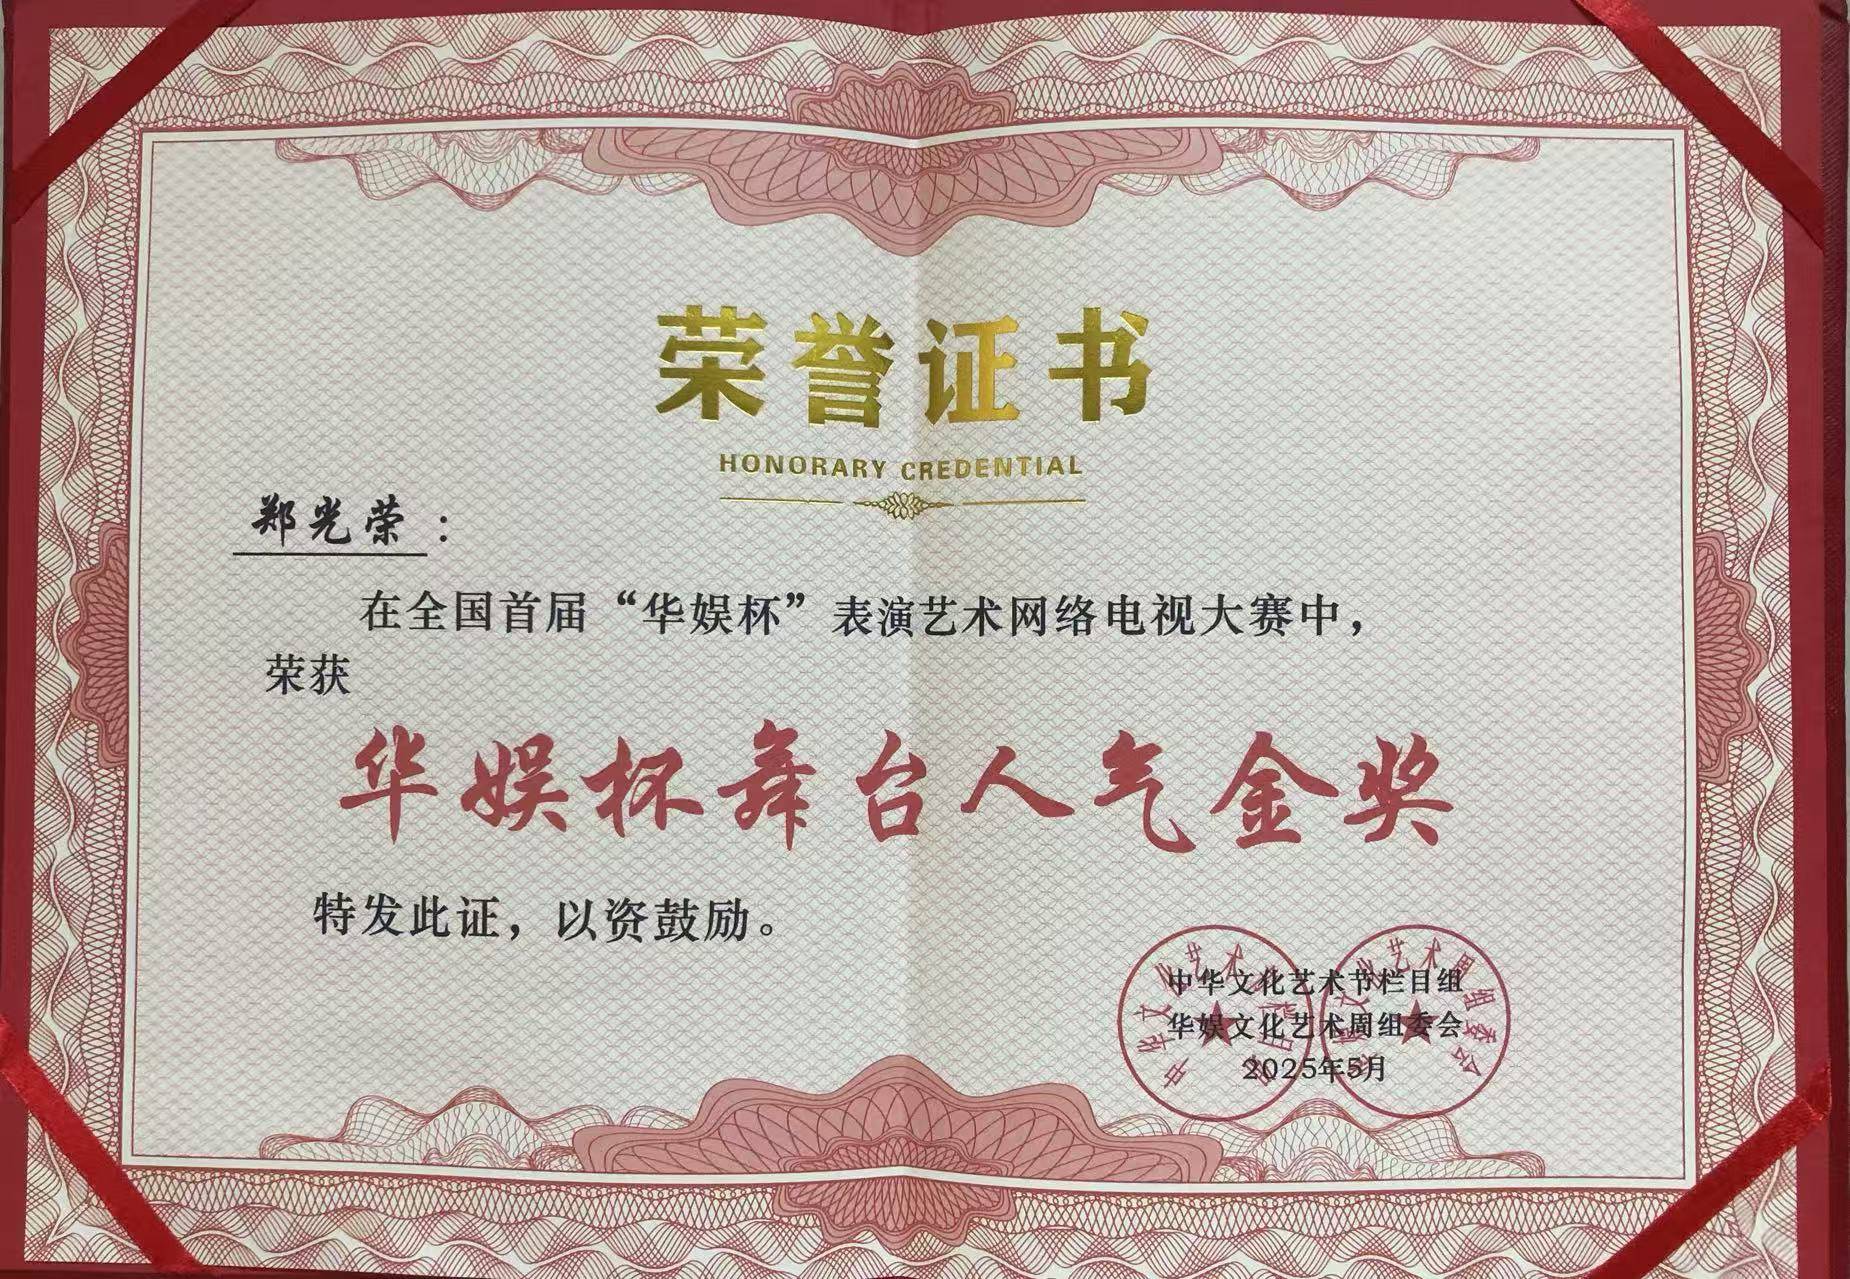 荣誉证书
HONORARY CREDENTIAL
郑光荣：
在全国首届“华娱杯”表演艺术网络电视大赛中，
荣获
华娱杯舞台人气金奖
特发此证，以资鼓励。
中华文化艺术节栏目组
华娱文化艺术周组委会
2025年5月